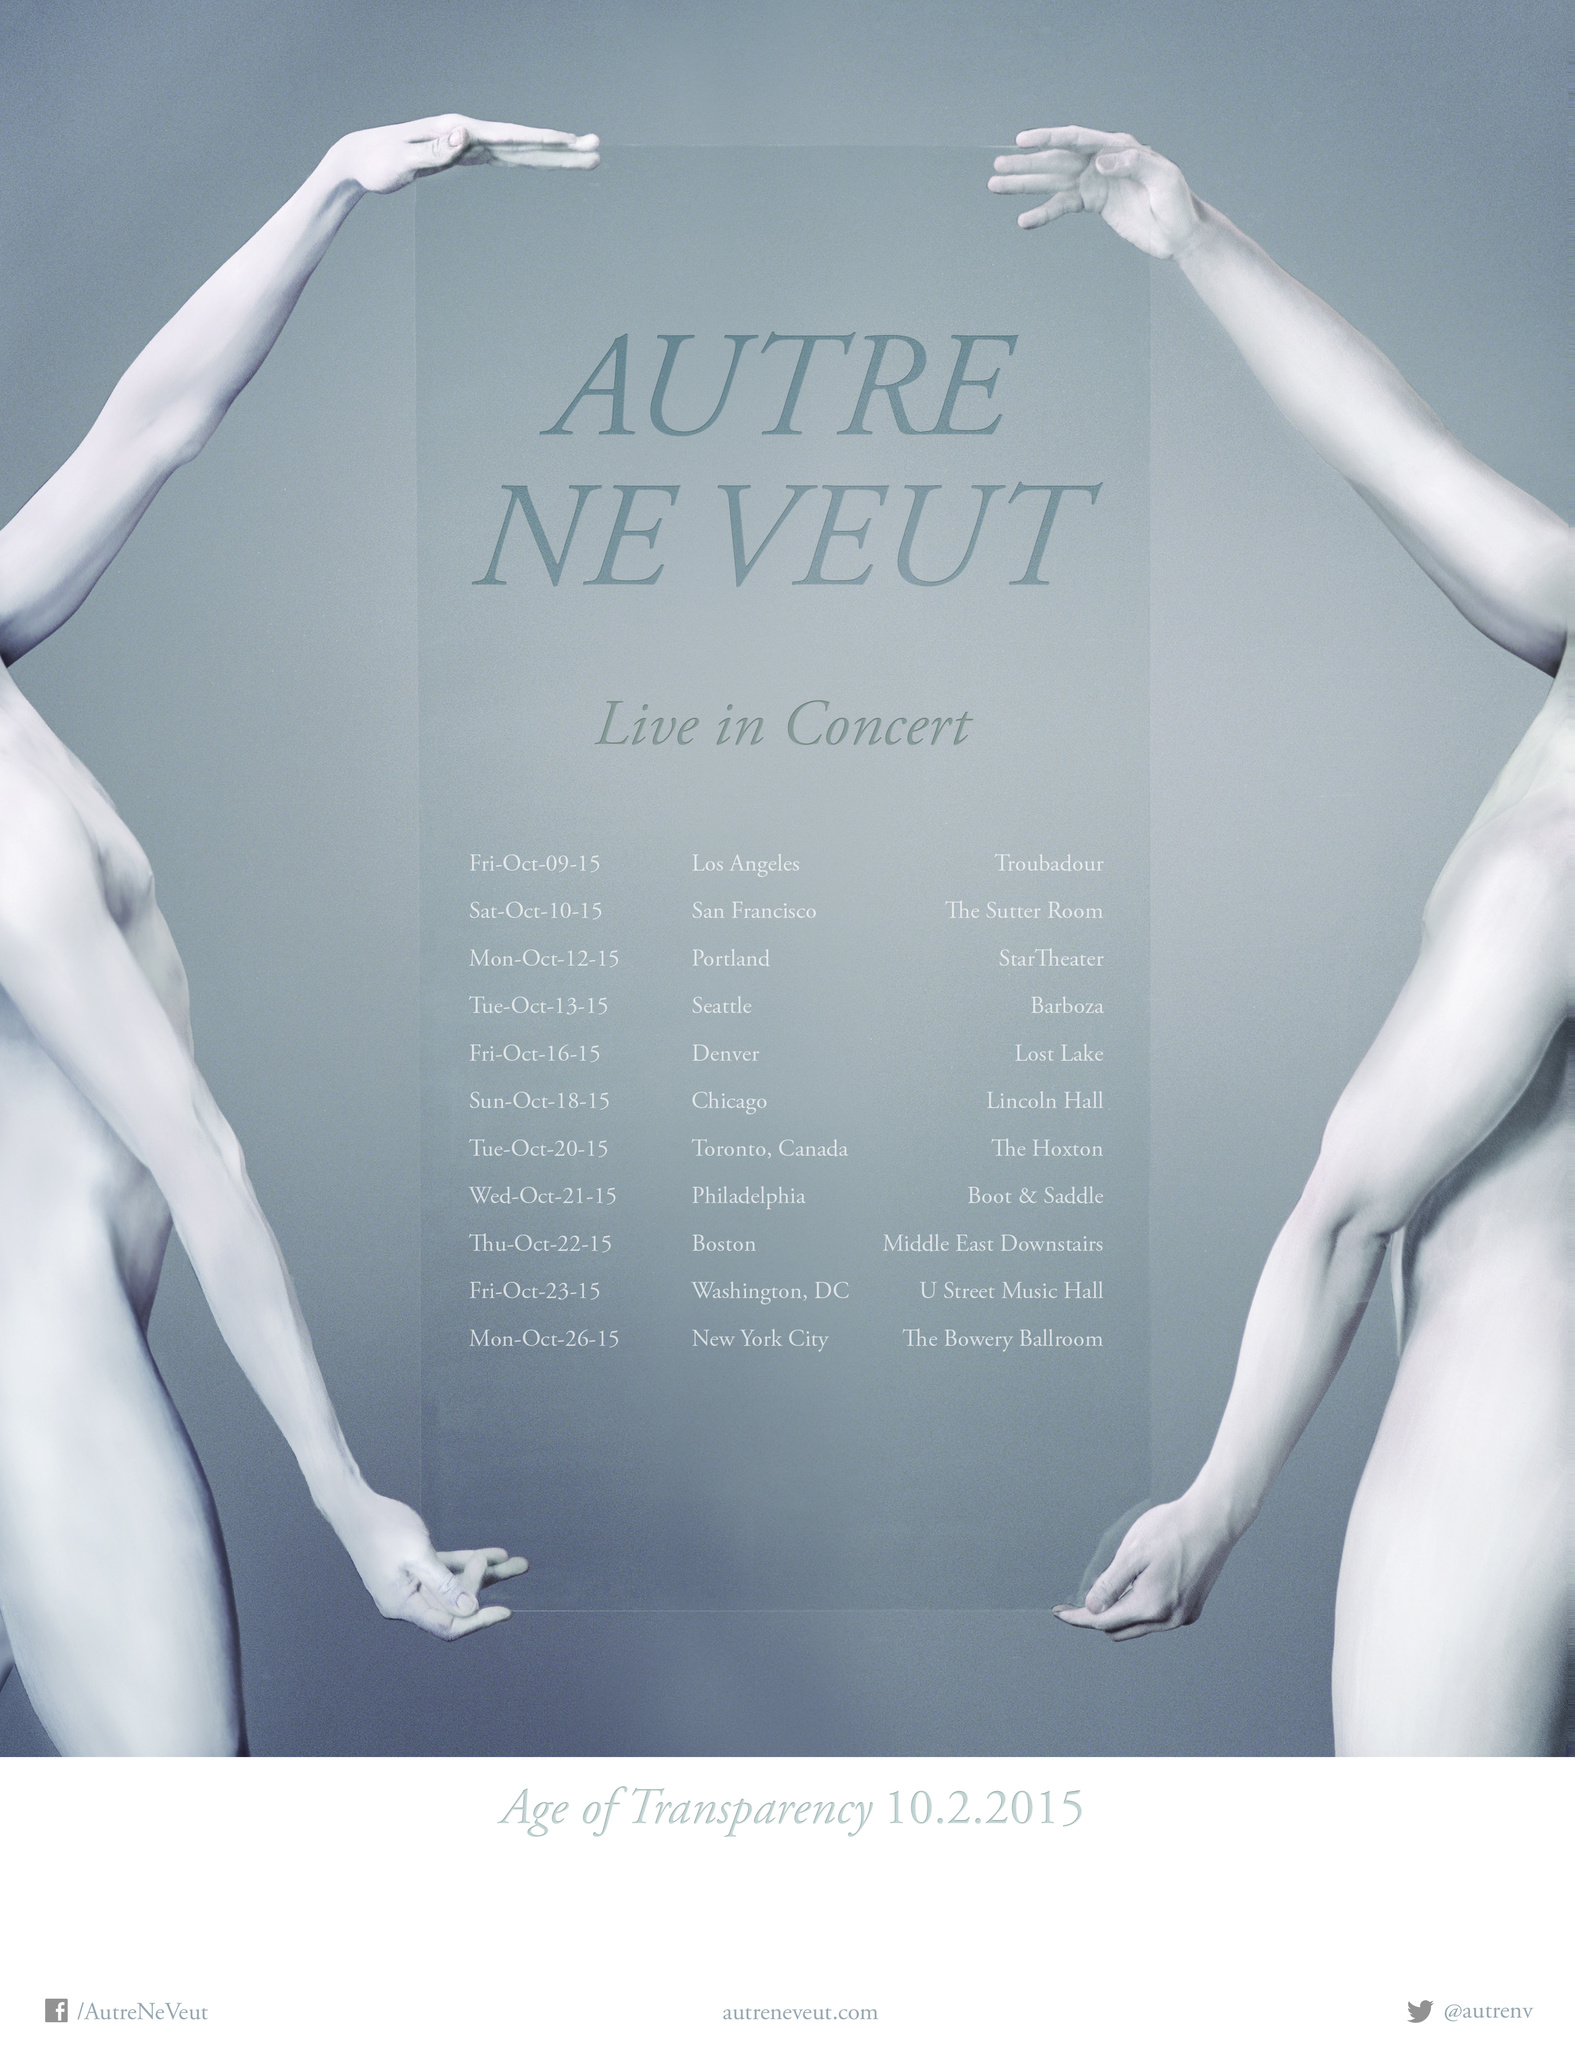 AUTRE
NE VEUT
Live in Concert
Fri-Oct-09-15 Los Angeles Troubadour
Sat-Oct-10-15 San Francisco The Sutter Room
Mon-Oct-12-15 Portland StarTheater
Tue-Oct-13-15 Seattle Barboza
Fri-Oct-16-15 Denver Lost Lake
Sun-Oct-18-15 Chicago Lincoln Hall
Tue-Oct-20-15 Toronto, Canada The Hoxton
Wed-Oct-21-15 Philadelphia Boot & Saddle
Thu-Oct-22-15 Boston Middle East Downstairs
Fri-Oct-23-15 Washington, DC U Street Music Hall
Mon-Oct-26-15 New York City The Bowery Ballroom
Age of Transparency 10.2.2015
/AutreNeVeut autreneveut.com @autrenv